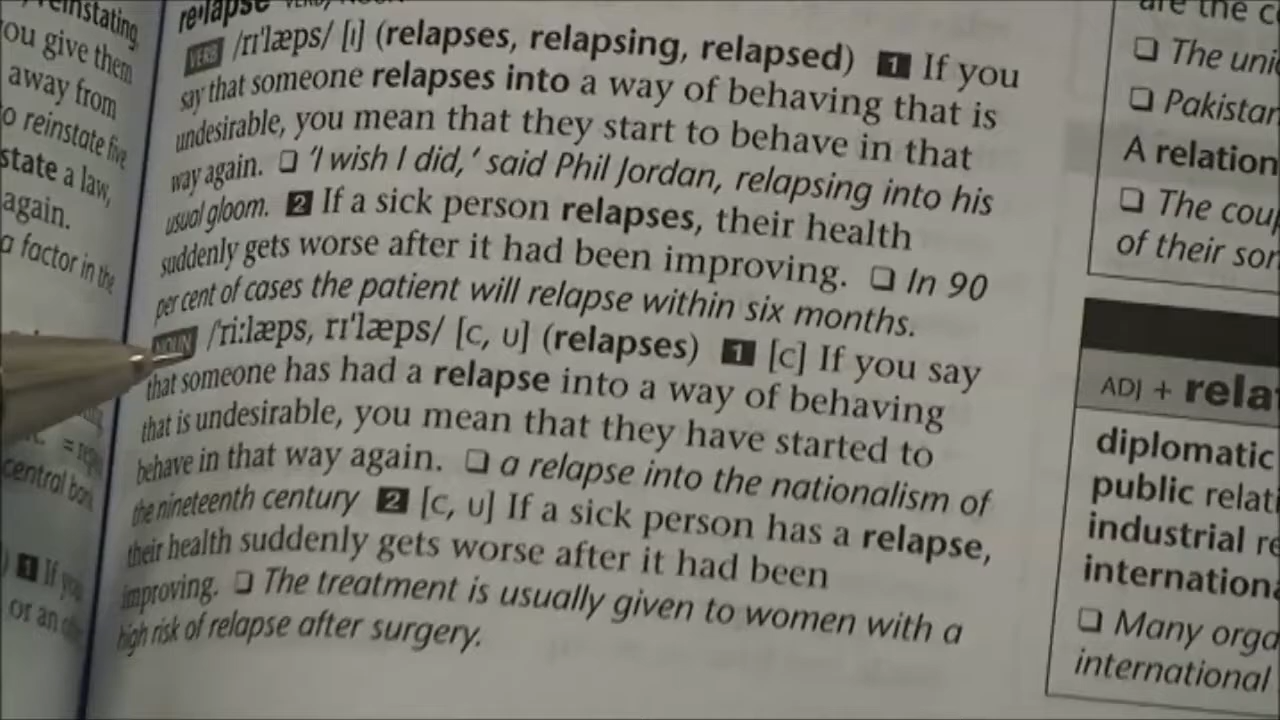 reinstating
you give them
away from
o reinstate five
state a law,
again.
a factor in the
central bank
1 If you
or an
re•lapse VERB, NOUN
VERB /rɪˈlæps/ [I] (relapses, relapsing, relapsed) 1 If you
say that someone relapses into a way of behaving that is
undesirable, you mean that they start to behave in that
way again. ❑ ‘I wish I did,’ said Phil Jordan, relapsing into his
usual gloom. 2 If a sick person relapses, their health
suddenly gets worse after it had been improving. ❑ In 90
per cent of cases the patient will relapse within six months.
NOUN /ˈriːlæps, rɪˈlæps/ [C, U] (relapses) 1 [C] If you say
that someone has had a relapse into a way of behaving
that is undesirable, you mean that they have started to
behave in that way again. ❑ a relapse into the nationalism of
the nineteenth century 2 [C, U] If a sick person has a relapse,
their health suddenly gets worse after it had been
improving. ❑ The treatment is usually given to women with a
high risk of relapse after surgery.
are the c
❑ The uni
❑ Pakistan
A relation
❑ The coup
of their son
ADJ + rela
diplomatic
public relati
industrial re
internationa
❑ Many orga
international